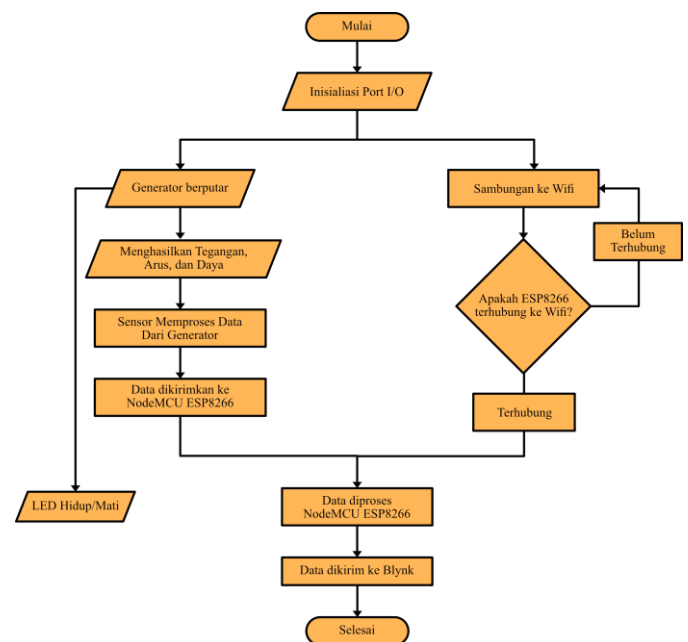 Mulai
Inisialiasi Port I/O
Generator berputar
Sambungan ke Wifi
Belum
Terhubung
Menghasilkan Tegangan,
Arus, dan Daya
Apakah ESP8266
terhubung ke Wifi?
Sensor Memproses Data
Dari Generator
Data dikirimkan ke
NodeMCU ESP8266
Terhubung
LED Hidup/Mati
Data diproses
NodeMCU ESP8266
Data dikirim ke Blynk
Selesai